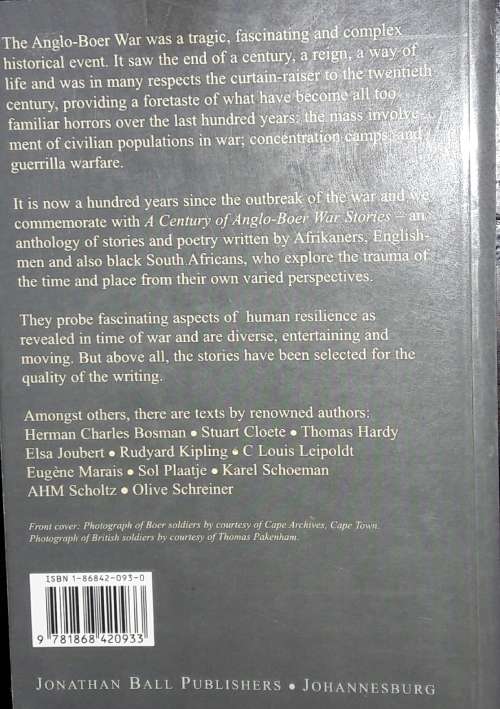 The Anglo-Boer War was a tragic, fascinating and complex
historical event. It saw the end of a century, a reign, a way of
life and was in many respects the curtain-raiser to the twentieth
century, providing a foretaste of what have become all too
familiar horrors over the last hundred years: the mass involve-
ment of civilian populations in war; concentration camps; and
guerrilla warfare.
It is now a hundred years since the outbreak of the war and we
commemorate with A Century of Anglo-Boer War Stories – an
anthology of stories and poetry written by Afrikaners, English-
men and also black South Africans, who explore the trauma of
the time and place from their own varied perspectives.
They probe fascinating aspects of human resilience as
revealed in time of war and are diverse, entertaining and
moving. But above all, the stories have been selected for the
quality of the writing.
Amongst others, there are texts by renowned authors:
Herman Charles Bosman • Stuart Cloete • Thomas Hardy
Elsa Joubert • Rudyard Kipling • C Louis Leipoldt
Eugène Marais • Sol Plaatje • Karel Schoeman
AHM Scholtz • Olive Schreiner
Front cover: Photograph of Boer soldiers by courtesy of Cape Archives, Cape Town.
Photograph of British soldiers by courtesy of Thomas Pakenham.
ISBN 1-86842-093-0
9 781868 420933
JONATHAN BALL PUBLISHERS • JOHANNESBURG